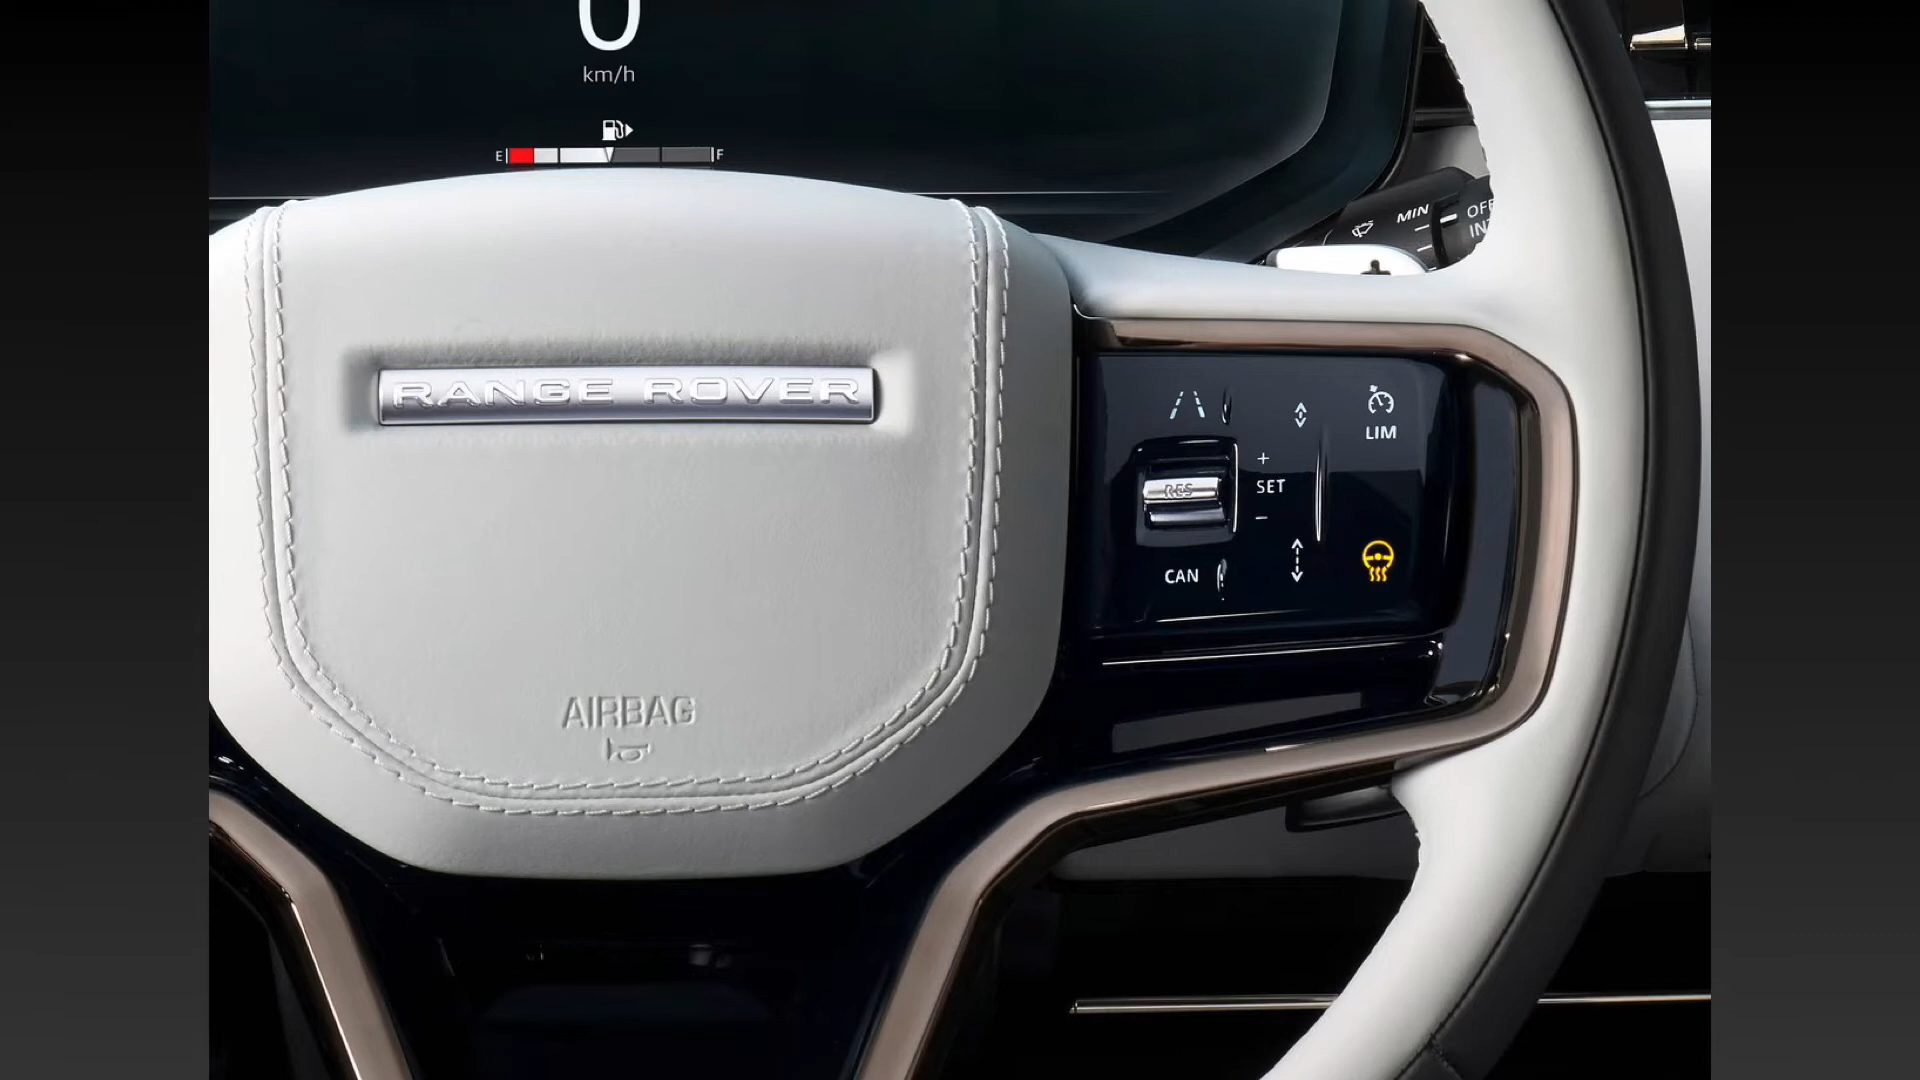 0
km/h
E F
MIN
OFF
RANGE ROVER
LIM
+
RES SET
−
CAN
AIRBAG